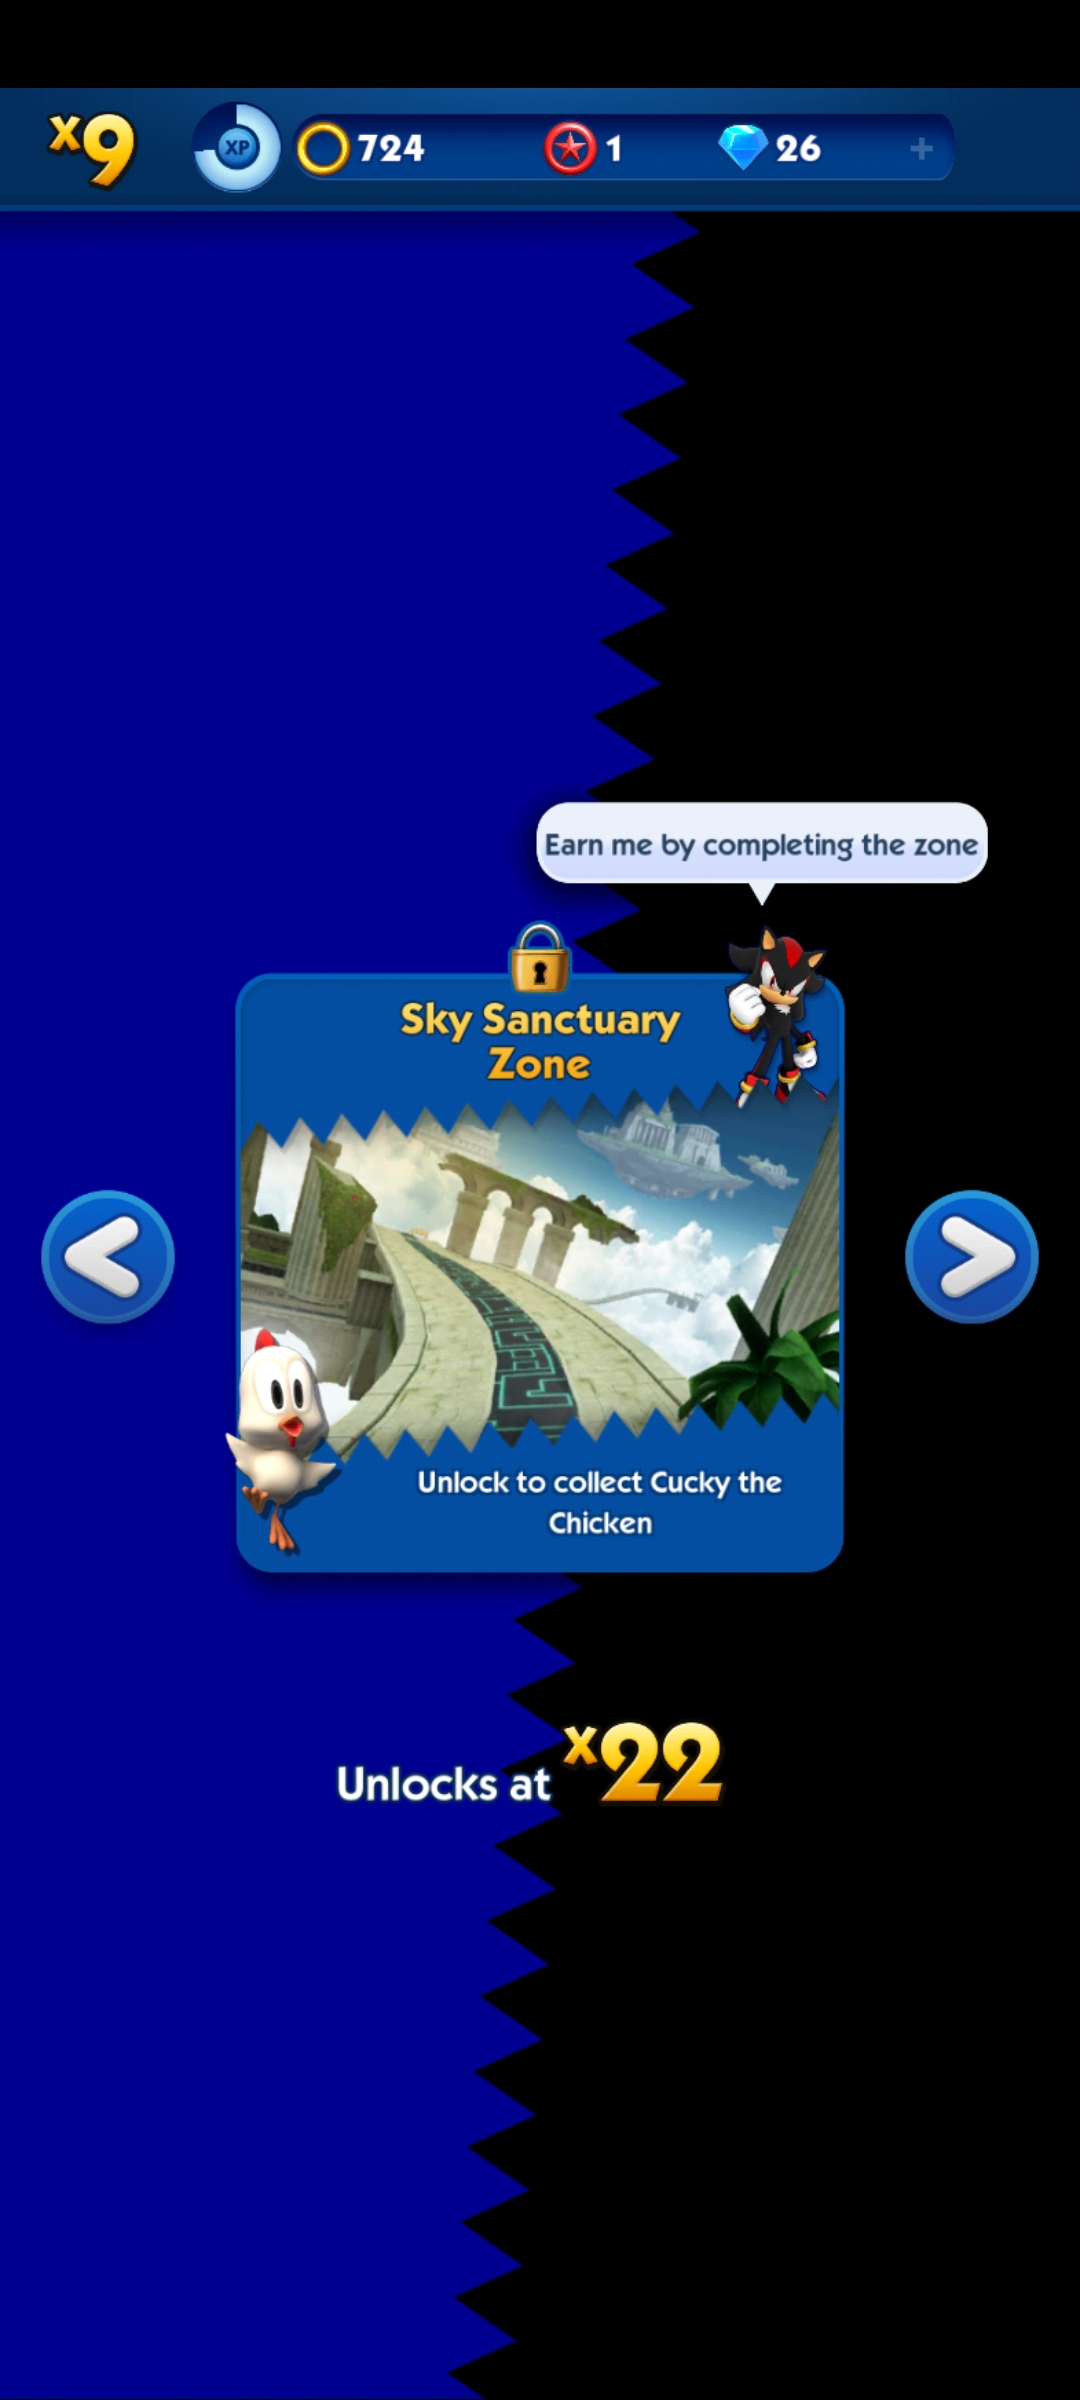 x9
XP
724
1
26
+
Earn me by completing the zone
Sky Sanctuary
Zone
Unlock to collect Cucky the
Chicken
Unlocks at x22